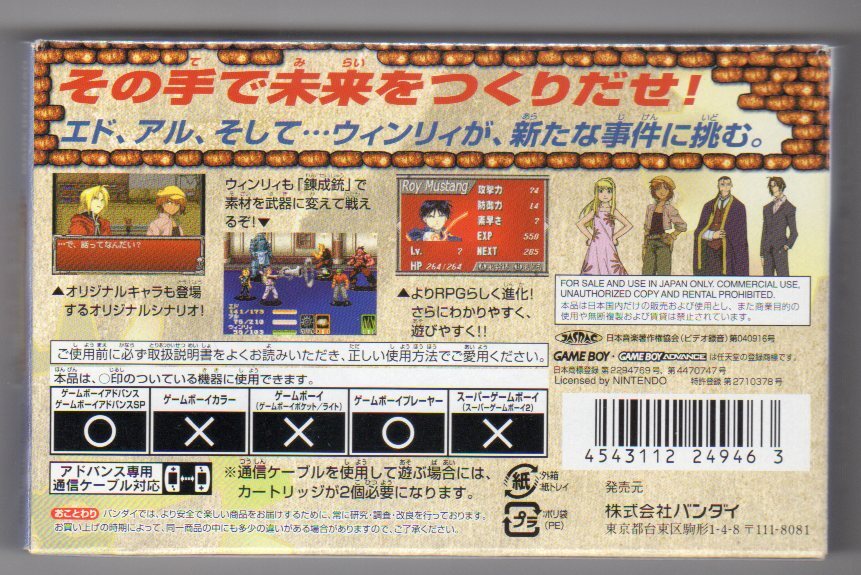 その手で未来をつくりだせ！
エド、アル、そして…ウィンリィが、新たな事件に挑む。
…で、話ってなんだい？
▲オリジナルキャラも登場
するオリジナルシナリオ！
ウィンリィも「錬成銃」で
素材を武器に変えて戦え
るぞ！▼
エド
141/173
アル
75/210
ウィンリィ
95/103
Roy Mustang
攻撃力 74
防御力 14
素早さ 7
EXP 550
Lv. 7 NEXT 285
HP 264/264
▲よりRPGらしく進化！
さらにわかりやすく、
遊びやすい!!
FOR SALE AND USE IN JAPAN ONLY. COMMERCIAL USE,
UNAUTHORIZED COPY AND RENTAL PROHIBITED.
本品は日本国内だけの販売および使用とし、また商業目的の
使用や無断複製および賃貸は禁止されています。
JASRAC 日本音楽著作権協会(ビデオ録音)第040916号
GAME BOY・GAME BOY ADVANCE は任天堂の登録商標です。
日本商標登録 第2294769号、第4470747号
Licensed by NINTENDO 特許登録 第2710378号
ご使用前に必ず取扱説明書をよくお読みいただき、正しい使用方法でご愛用ください。
本品は、○印のついている機器に使用できます。
ゲームボーイアドバンス
ゲームボーイアドバンスSP
ゲームボーイカラー
ゲームボーイ
(ゲームボーイポケット/ライト)
ゲームボーイプレーヤー
スーパーゲームボーイ
(スーパーゲームボーイ2)
○ × × ○ ×
アドバンス専用
通信ケーブル対応
※通信ケーブルを使用して遊ぶ場合には、
カートリッジが2個必要になります。
紙 外箱
紙トレイ
プラ ポリ袋
(PE)
4543112 249463
発売元
株式会社バンダイ
東京都台東区駒形1-4-8 〒111-8081
おことわり バンダイでは、より安全で楽しい商品をお届けするために、常に研究・調査・改良を行っております。
お買い上げの時期によって、同一商品の中にも多少の違いがある場合がありますので、ご了承ください。